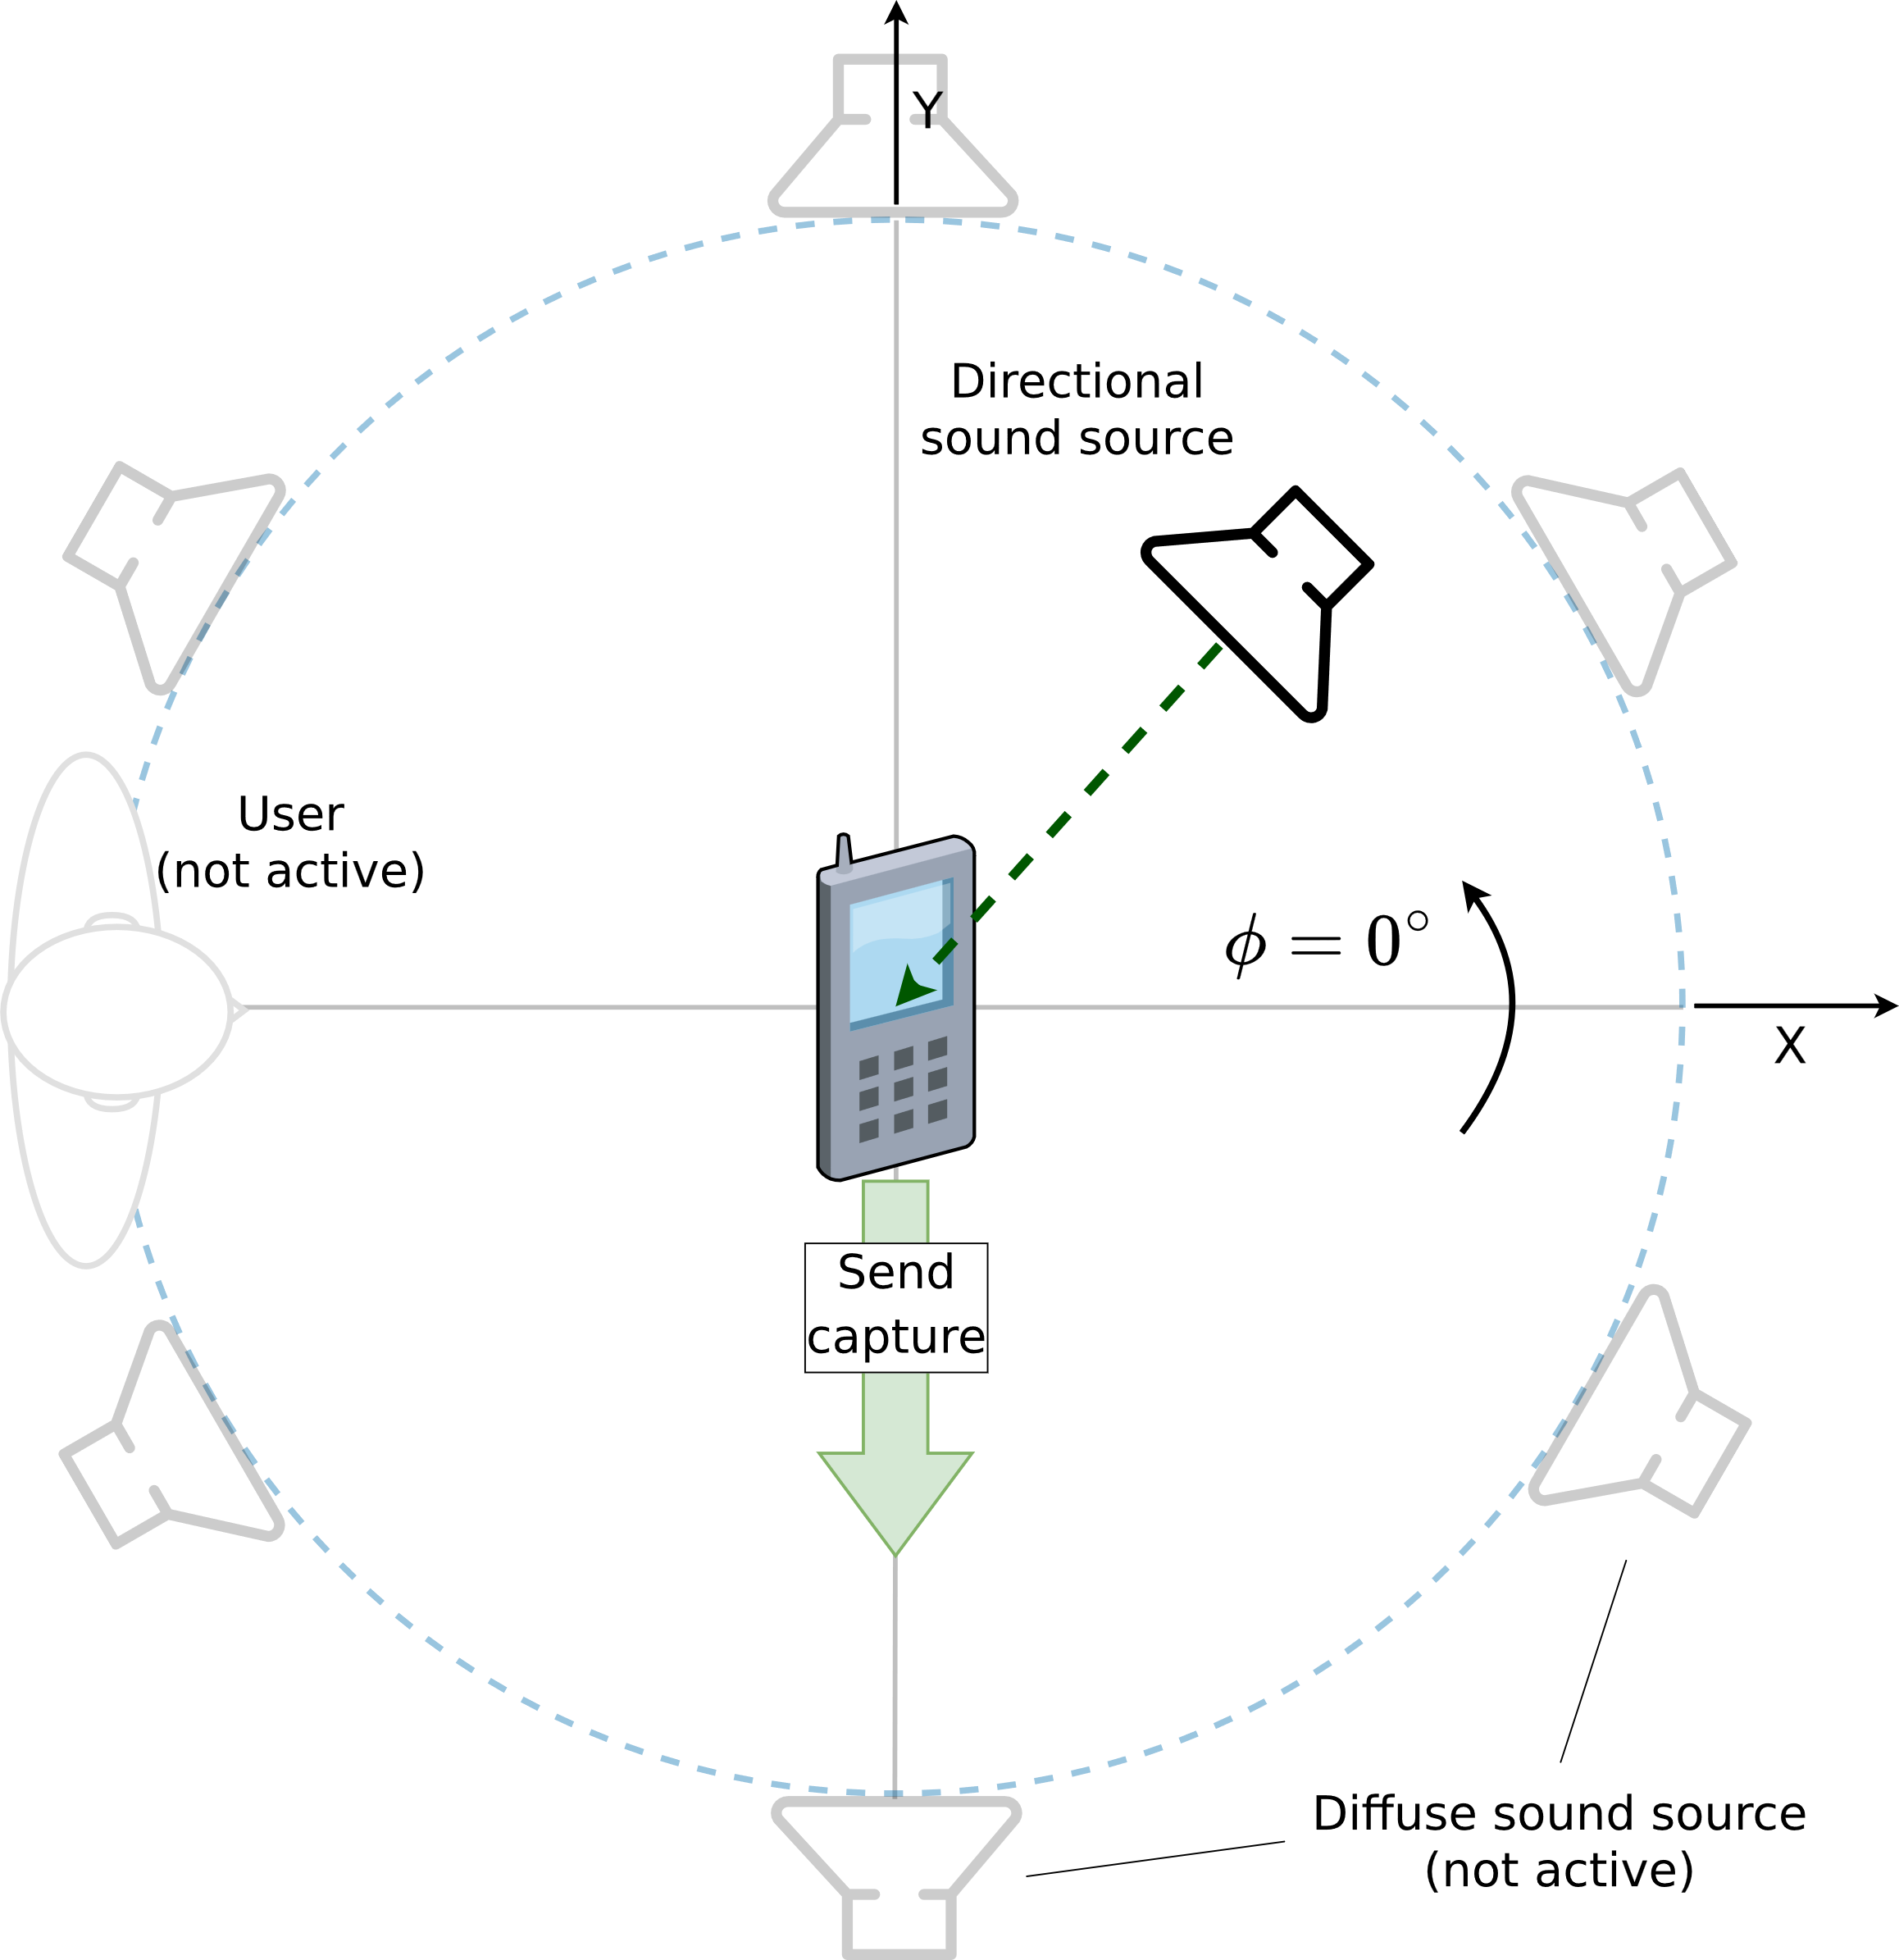 Y
Directional
sound source
User
(not active)
ϕ = 0°
X
Send
capture
Diffuse sound source
(not active)